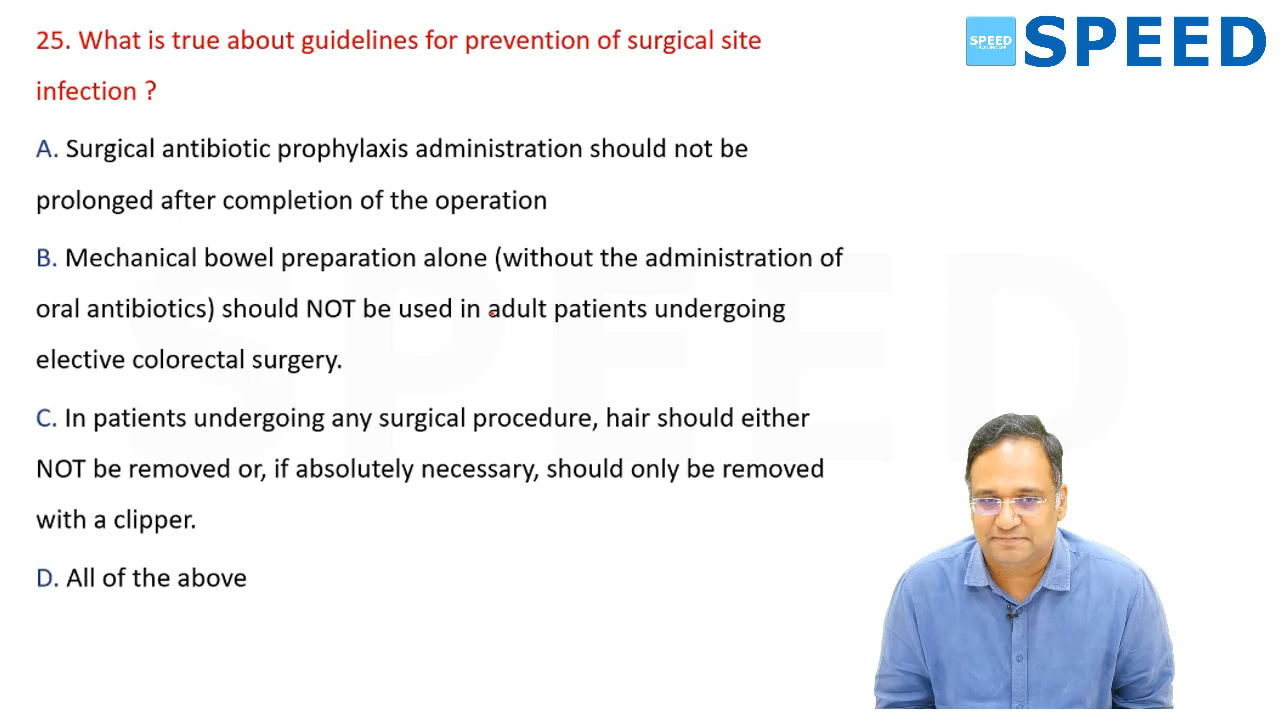 25. What is true about guidelines for prevention of surgical site
infection ?
SPEED
SPEED
A. Surgical antibiotic prophylaxis administration should not be
prolonged after completion of the operation
B. Mechanical bowel preparation alone (without the administration of
oral antibiotics) should NOT be used in adult patients undergoing
elective colorectal surgery.
C. In patients undergoing any surgical procedure, hair should either
NOT be removed or, if absolutely necessary, should only be removed
with a clipper.
D. All of the above
SPEED